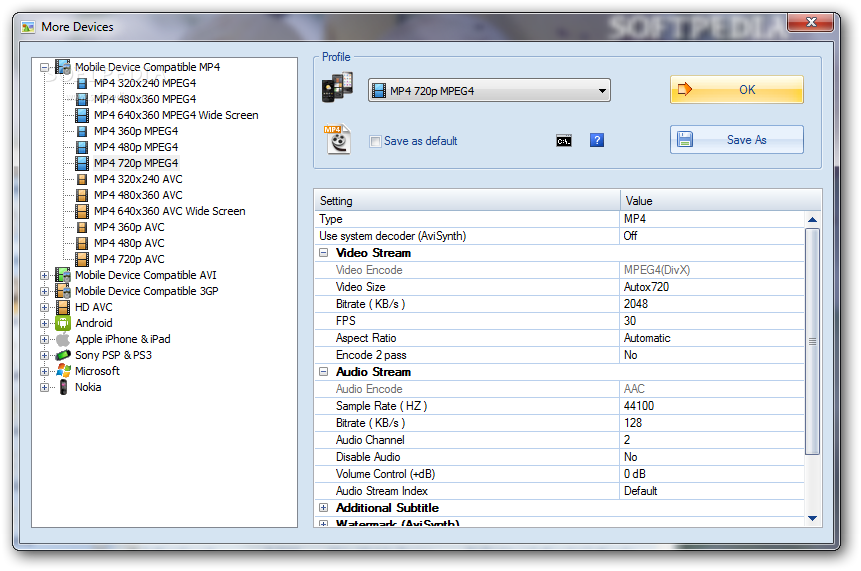 More Devices
SOFTPEDIA
Mobile Device Compatible MP4
MP4 320x240 MPEG4
MP4 480x360 MPEG4
MP4 640x360 MPEG4 Wide Screen
MP4 360p MPEG4
MP4 480p MPEG4
MP4 720p MPEG4
MP4 320x240 AVC
MP4 480x360 AVC
MP4 640x360 AVC Wide Screen
MP4 360p AVC
MP4 480p AVC
MP4 720p AVC
Mobile Device Compatible AVI
Mobile Device Compatible 3GP
HD AVC
Android
Apple iPhone & iPad
Sony PSP & PS3
Microsoft
Nokia
Profile
MP4 720p MPEG4
OK
MP4
Save as default
C:\.
?
Save As
Setting Value
Type MP4
Use system decoder (AviSynth) Off
Video Stream
Video Encode MPEG4(DivX)
Video Size Autox720
Bitrate ( KB/s ) 2048
FPS 30
Aspect Ratio Automatic
Encode 2 pass No
Audio Stream
Audio Encode AAC
Sample Rate ( HZ ) 44100
Bitrate ( KB/s ) 128
Audio Channel 2
Disable Audio No
Volume Control (+dB) 0 dB
Audio Stream Index Default
Additional Subtitle
Watermark (AviSynth)